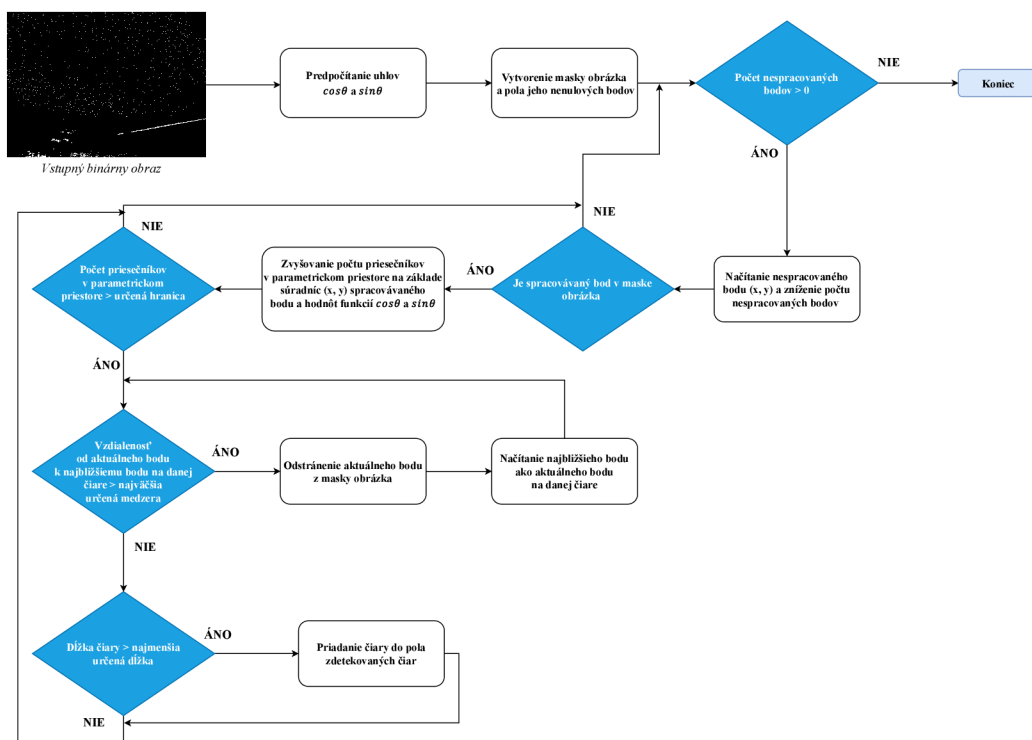 Vstupný binárny obraz
Predpočítanie uhlov
cosθ a sinθ
Vytvorenie masky obrázka
a pola jeho nenulových bodov
Počet nespracovaných
bodov > 0
NIE
Koniec
ÁNO
Načítanie nespracovaného
bodu (x, y) a zníženie počtu
nespracovaných bodov
Je spracovávaný bod v maske
obrázka
NIE
ÁNO
Zvyšovanie počtu priesečníkov
v parametrickom priestore na základe
súradníc (x, y) spracovávaného
bodu a hodnôt funkcií cosθ a sinθ
Počet priesečníkov
v parametrickom
priestore > určená hranica
NIE
ÁNO
Vzdialenosť
od aktuálneho bodu
k najbližšiemu bodu na danej
čiare > najväčšia
určená medzera
ÁNO
Odstránenie aktuálneho bodu
z masky obrázka
Načítanie najbližšieho bodu
ako aktuálneho bodu
na danej čiare
NIE
Dĺžka čiary > najmenšia
určená dĺžka
ÁNO
Priadanie čiary do pola
zdetekovaných čiar
NIE